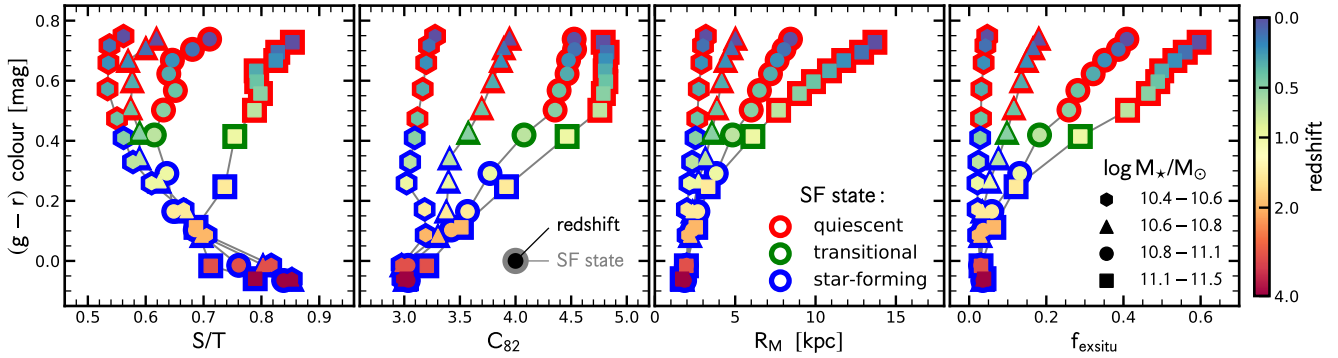 (g − r) colour [mag]
0.8
0.6
0.4
0.2
0.0
0.5 0.6 0.7 0.8 0.9
S/T
3.0 3.5 4.0 4.5 5.0
C₈₂
redshift
SF state
0 5 10 15
R_M [kpc]
SF state :
quiescent
transitional
star-forming
0.0 0.2 0.4 0.6
f_exsitu
log M⋆/M⊙
10.4 − 10.6
10.6 − 10.8
10.8 − 11.1
11.1 − 11.5
0.0
0.5
1.0
2.0
4.0
redshift